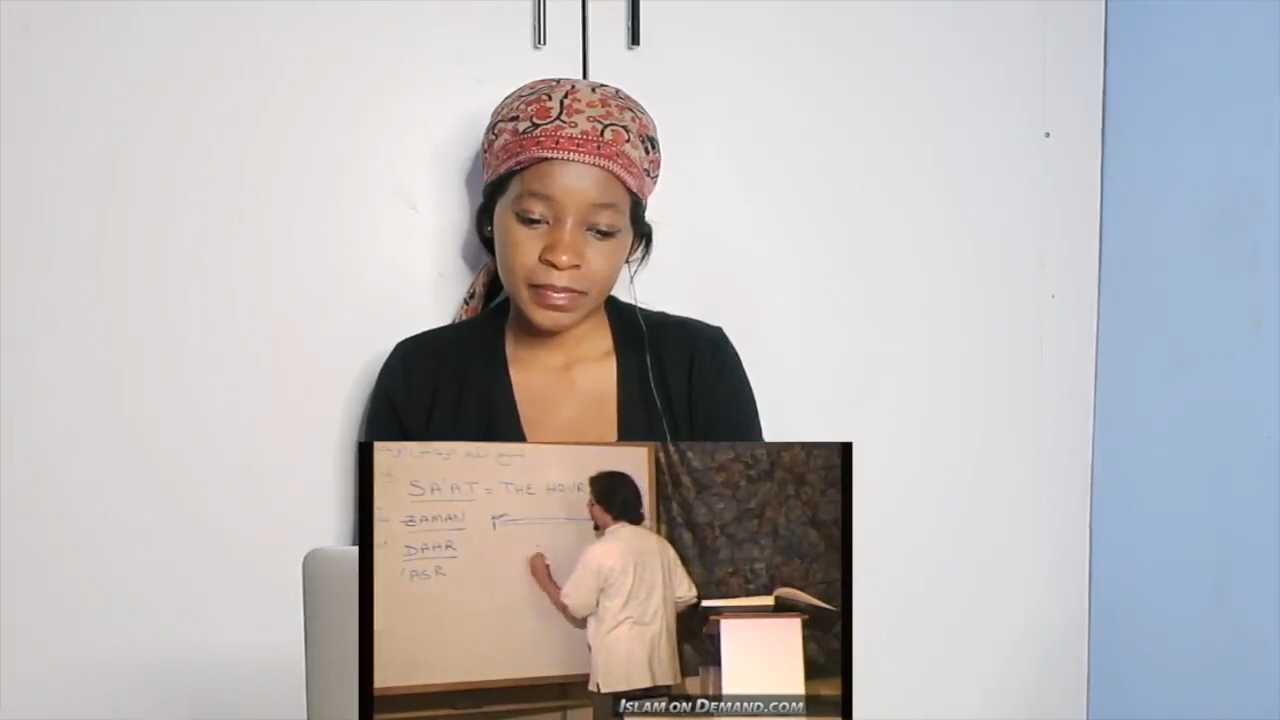 SA'AT = THE HOUR
ZAMAN
DAHR
'ASR
ISLAM ON DEMAND.COM